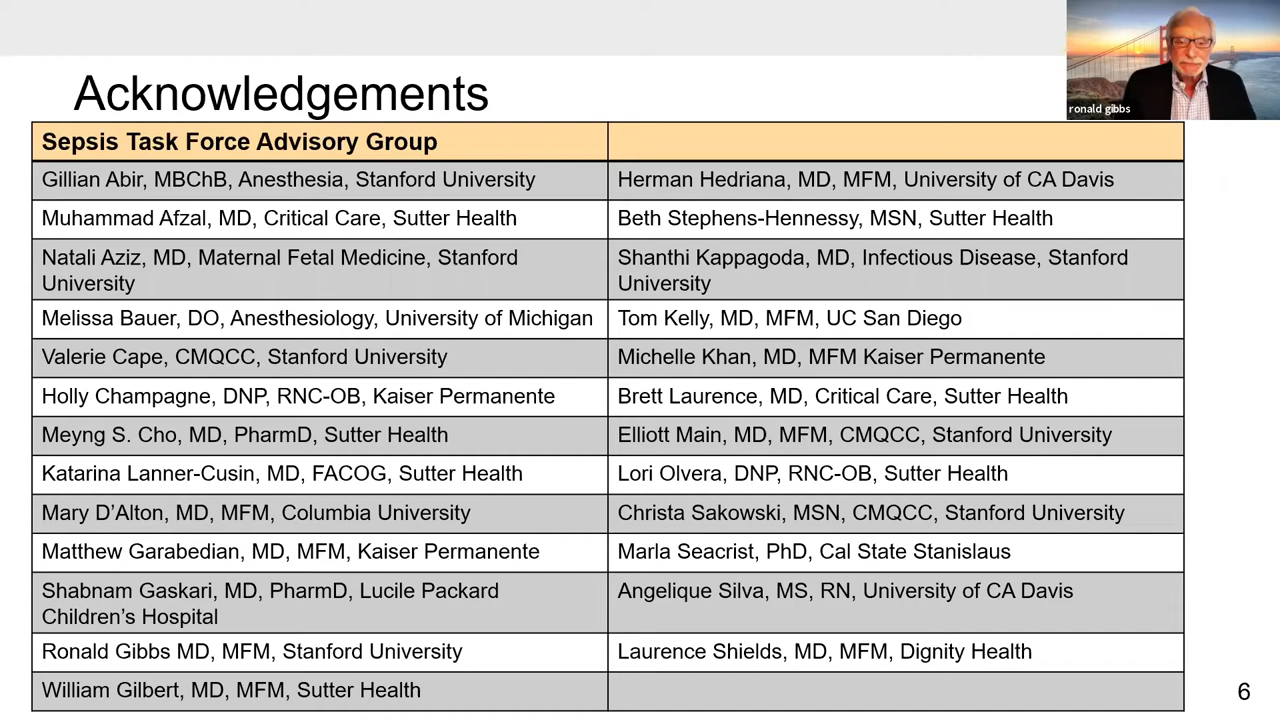 Acknowledgements
ronald gibbs
Sepsis Task Force Advisory Group
Gillian Abir, MBChB, Anesthesia, Stanford University
Herman Hedriana, MD, MFM, University of CA Davis
Muhammad Afzal, MD, Critical Care, Sutter Health
Beth Stephens-Hennessy, MSN, Sutter Health
Natali Aziz, MD, Maternal Fetal Medicine, Stanford
University
Shanthi Kappagoda, MD, Infectious Disease, Stanford
University
Melissa Bauer, DO, Anesthesiology, University of Michigan
Tom Kelly, MD, MFM, UC San Diego
Valerie Cape, CMQCC, Stanford University
Michelle Khan, MD, MFM Kaiser Permanente
Holly Champagne, DNP, RNC-OB, Kaiser Permanente
Brett Laurence, MD, Critical Care, Sutter Health
Meyng S. Cho, MD, PharmD, Sutter Health
Elliott Main, MD, MFM, CMQCC, Stanford University
Katarina Lanner-Cusin, MD, FACOG, Sutter Health
Lori Olvera, DNP, RNC-OB, Sutter Health
Mary D’Alton, MD, MFM, Columbia University
Christa Sakowski, MSN, CMQCC, Stanford University
Matthew Garabedian, MD, MFM, Kaiser Permanente
Marla Seacrist, PhD, Cal State Stanislaus
Shabnam Gaskari, MD, PharmD, Lucile Packard
Children’s Hospital
Angelique Silva, MS, RN, University of CA Davis
Ronald Gibbs MD, MFM, Stanford University
Laurence Shields, MD, MFM, Dignity Health
William Gilbert, MD, MFM, Sutter Health
6